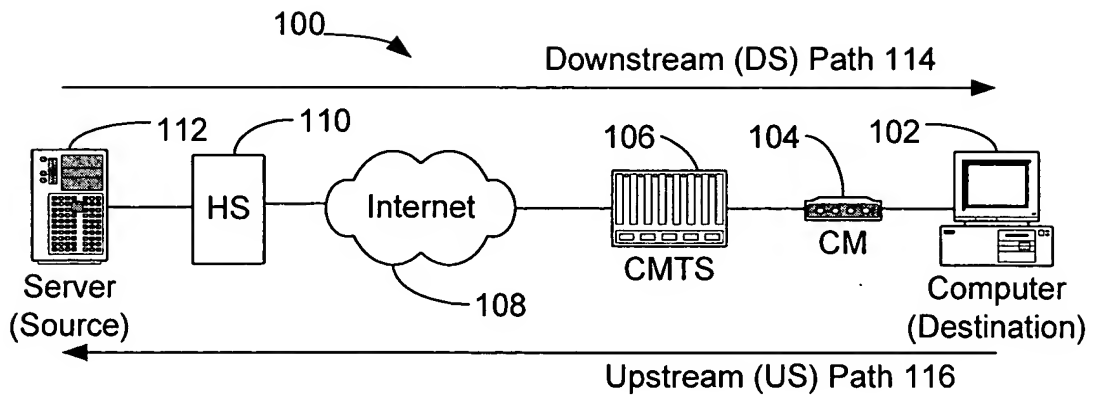 100
Downstream (DS) Path 114
112
110
106
104
102
HS
Internet
CMTS
CM
Server
(Source)
108
Computer
(Destination)
Upstream (US) Path 116